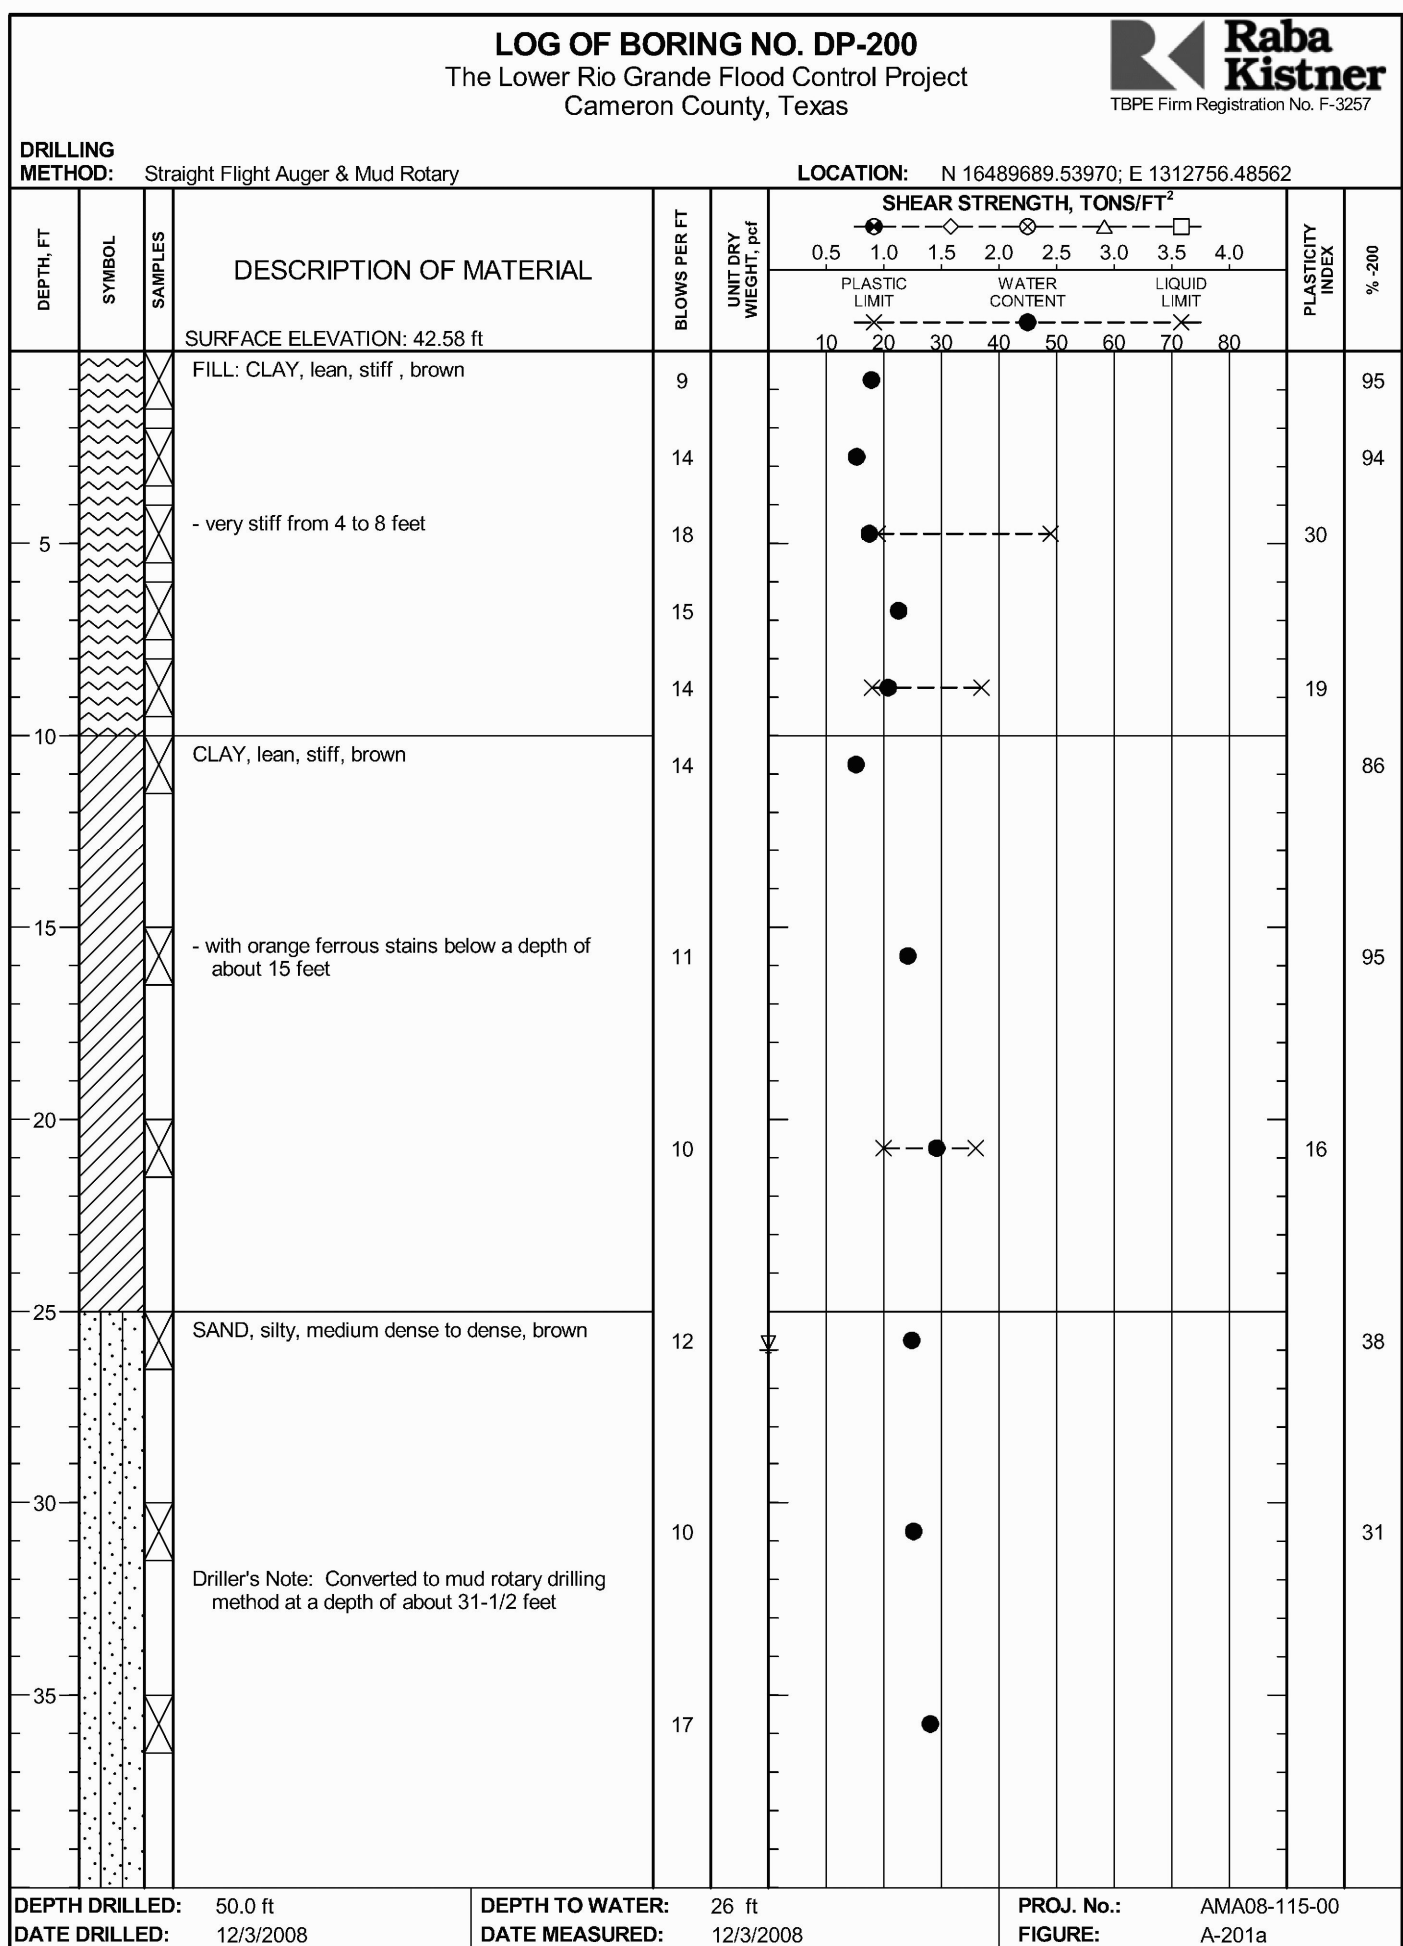 LOG OF BORING NO. DP-200
The Lower Rio Grande Flood Control Project
Cameron County, Texas
Raba
Kistner
TBPE Firm Registration No. F-3257
DRILLING
METHOD: Straight Flight Auger & Mud Rotary
LOCATION: N 16489689.53970; E 1312756.48562
DEPTH, FT
SYMBOL
SAMPLES
DESCRIPTION OF MATERIAL
SURFACE ELEVATION: 42.58 ft
BLOWS PER FT
UNIT DRY
WIEGHT, pcf
SHEAR STRENGTH, TONS/FT²
0.5 1.0 1.5 2.0 2.5 3.0 3.5 4.0
PLASTIC LIMIT
WATER CONTENT
LIQUID LIMIT
10 20 30 40 50 60 70 80
PLASTICITY
INDEX
% -200
FILL: CLAY, lean, stiff , brown
9 95
14 94
- very stiff from 4 to 8 feet
5 18 30
15
14 19
10
CLAY, lean, stiff, brown
14 86
15
- with orange ferrous stains below a depth of
about 15 feet
11 95
20
10 16
25
SAND, silty, medium dense to dense, brown
12 38
30
10 31
Driller's Note: Converted to mud rotary drilling
method at a depth of about 31-1/2 feet
35
17
DEPTH DRILLED: 50.0 ft
DATE DRILLED: 12/3/2008
DEPTH TO WATER: 26 ft
DATE MEASURED: 12/3/2008
PROJ. No.: AMA08-115-00
FIGURE: A-201a